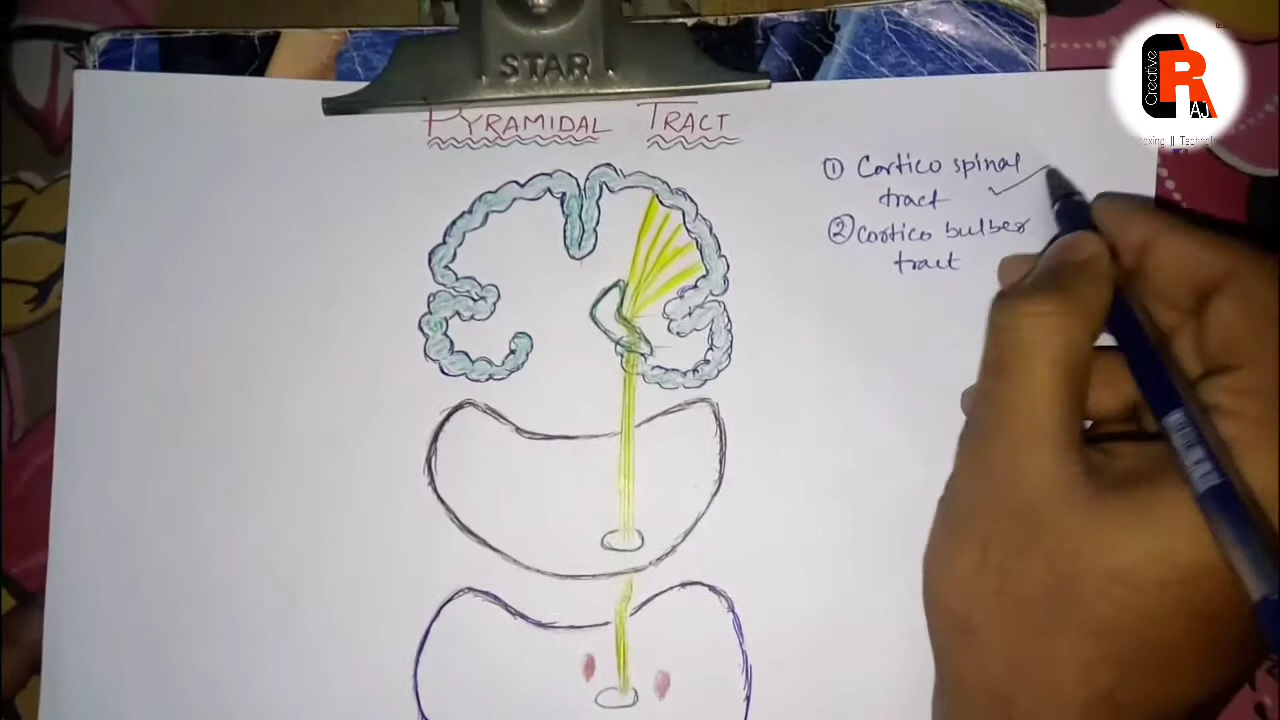 STAR
PYRAMIDAL TRACT
① Cortico spinal
tract
② cortico bulber
tract
Creative
R
AJ